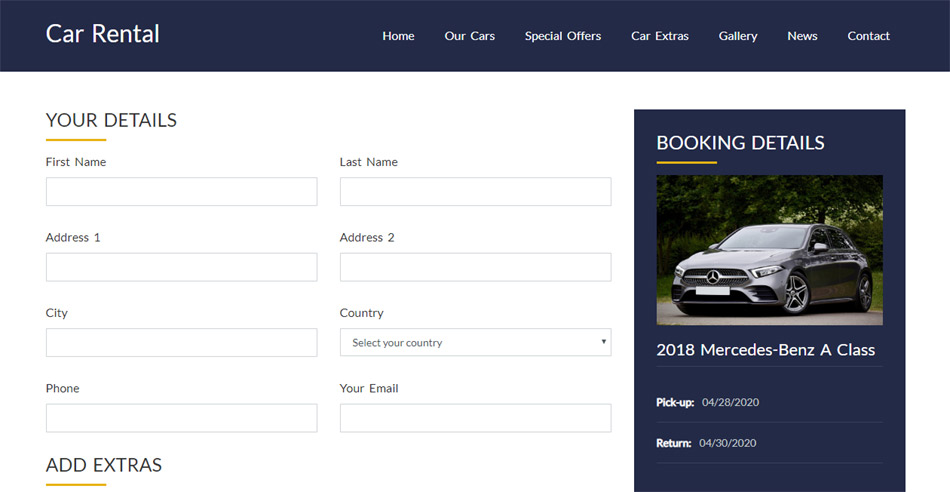 Car Rental
Home Our Cars Special Offers Car Extras Gallery News Contact
YOUR DETAILS
First Name Last Name
Address 1 Address 2
City Country
Select your country
Phone Your Email
ADD EXTRAS
BOOKING DETAILS
2018 Mercedes-Benz A Class
Pick-up: 04/28/2020
Return: 04/30/2020